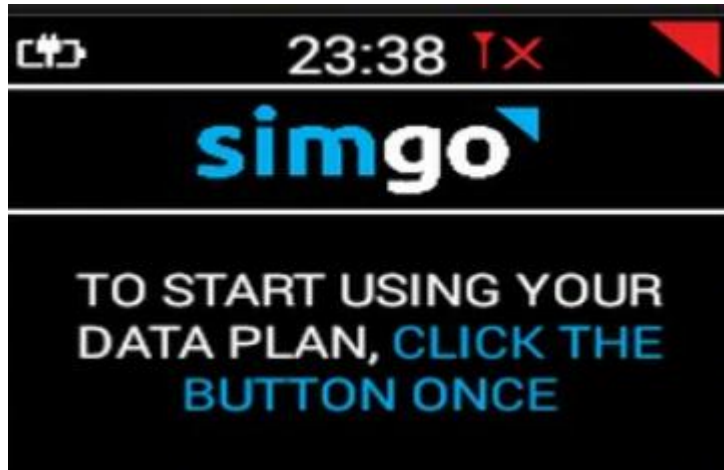 23:38
simgo
TO START USING YOUR
DATA PLAN, CLICK THE
BUTTON ONCE